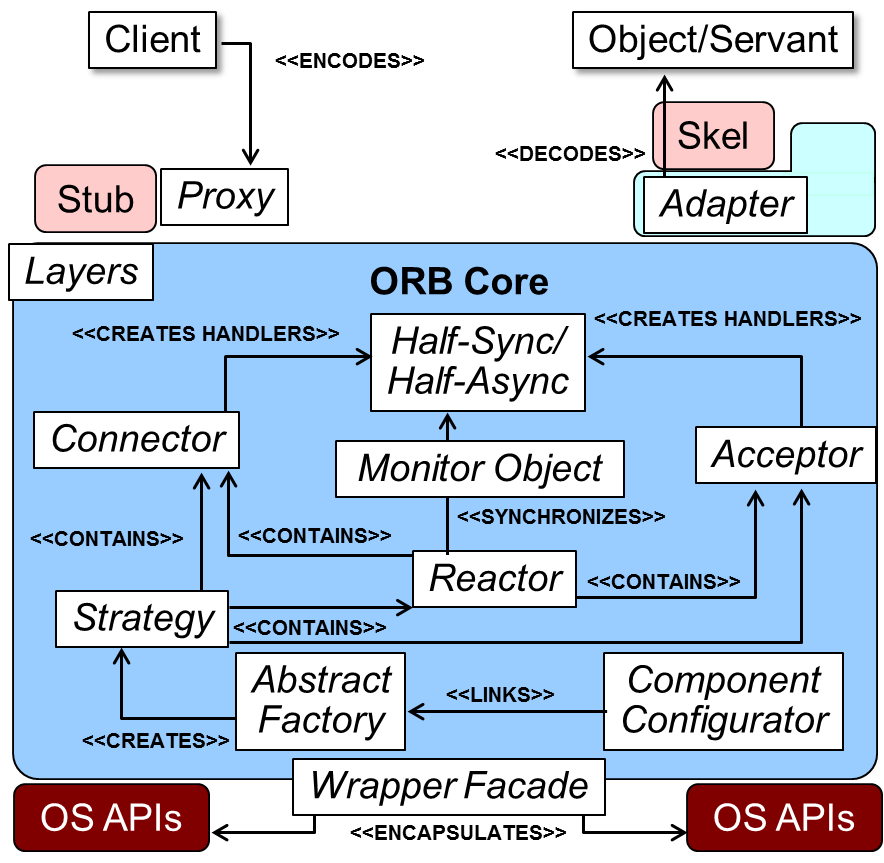 Client
Object/Servant
<<ENCODES>>
Skel
<<DECODES>>
Stub
Proxy
Adapter
Layers
ORB Core
<<CREATES HANDLERS>>
<<CREATES HANDLERS>>
Half-Sync/
Half-Async
Connector
Acceptor
Monitor Object
<<SYNCHRONIZES>>
<<CONTAINS>>
<<CONTAINS>>
Reactor
<<CONTAINS>>
Strategy
<<CONTAINS>>
Abstract
Factory
<<LINKS>>
Component
Configurator
<<CREATES>>
Wrapper Facade
OS APIs
<<ENCAPSULATES>>
OS APIs